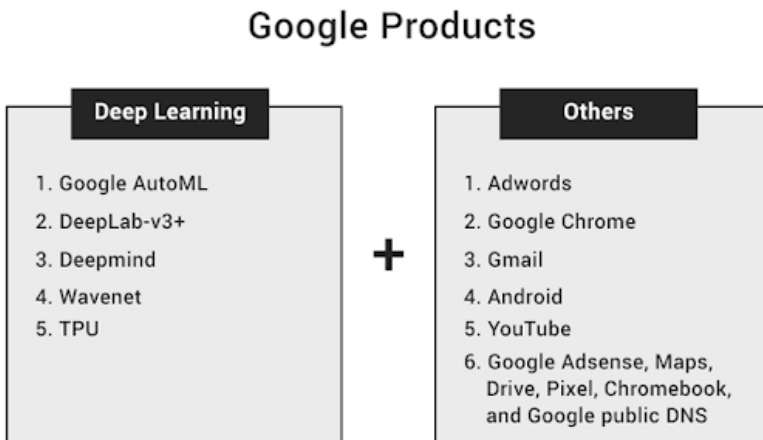 Google Products
Deep Learning
1. Google AutoML
2. DeepLab-v3+
3. Deepmind
4. Wavenet
5. TPU
+
Others
1. Adwords
2. Google Chrome
3. Gmail
4. Android
5. YouTube
6. Google Adsense, Maps,
Drive, Pixel, Chromebook,
and Google public DNS